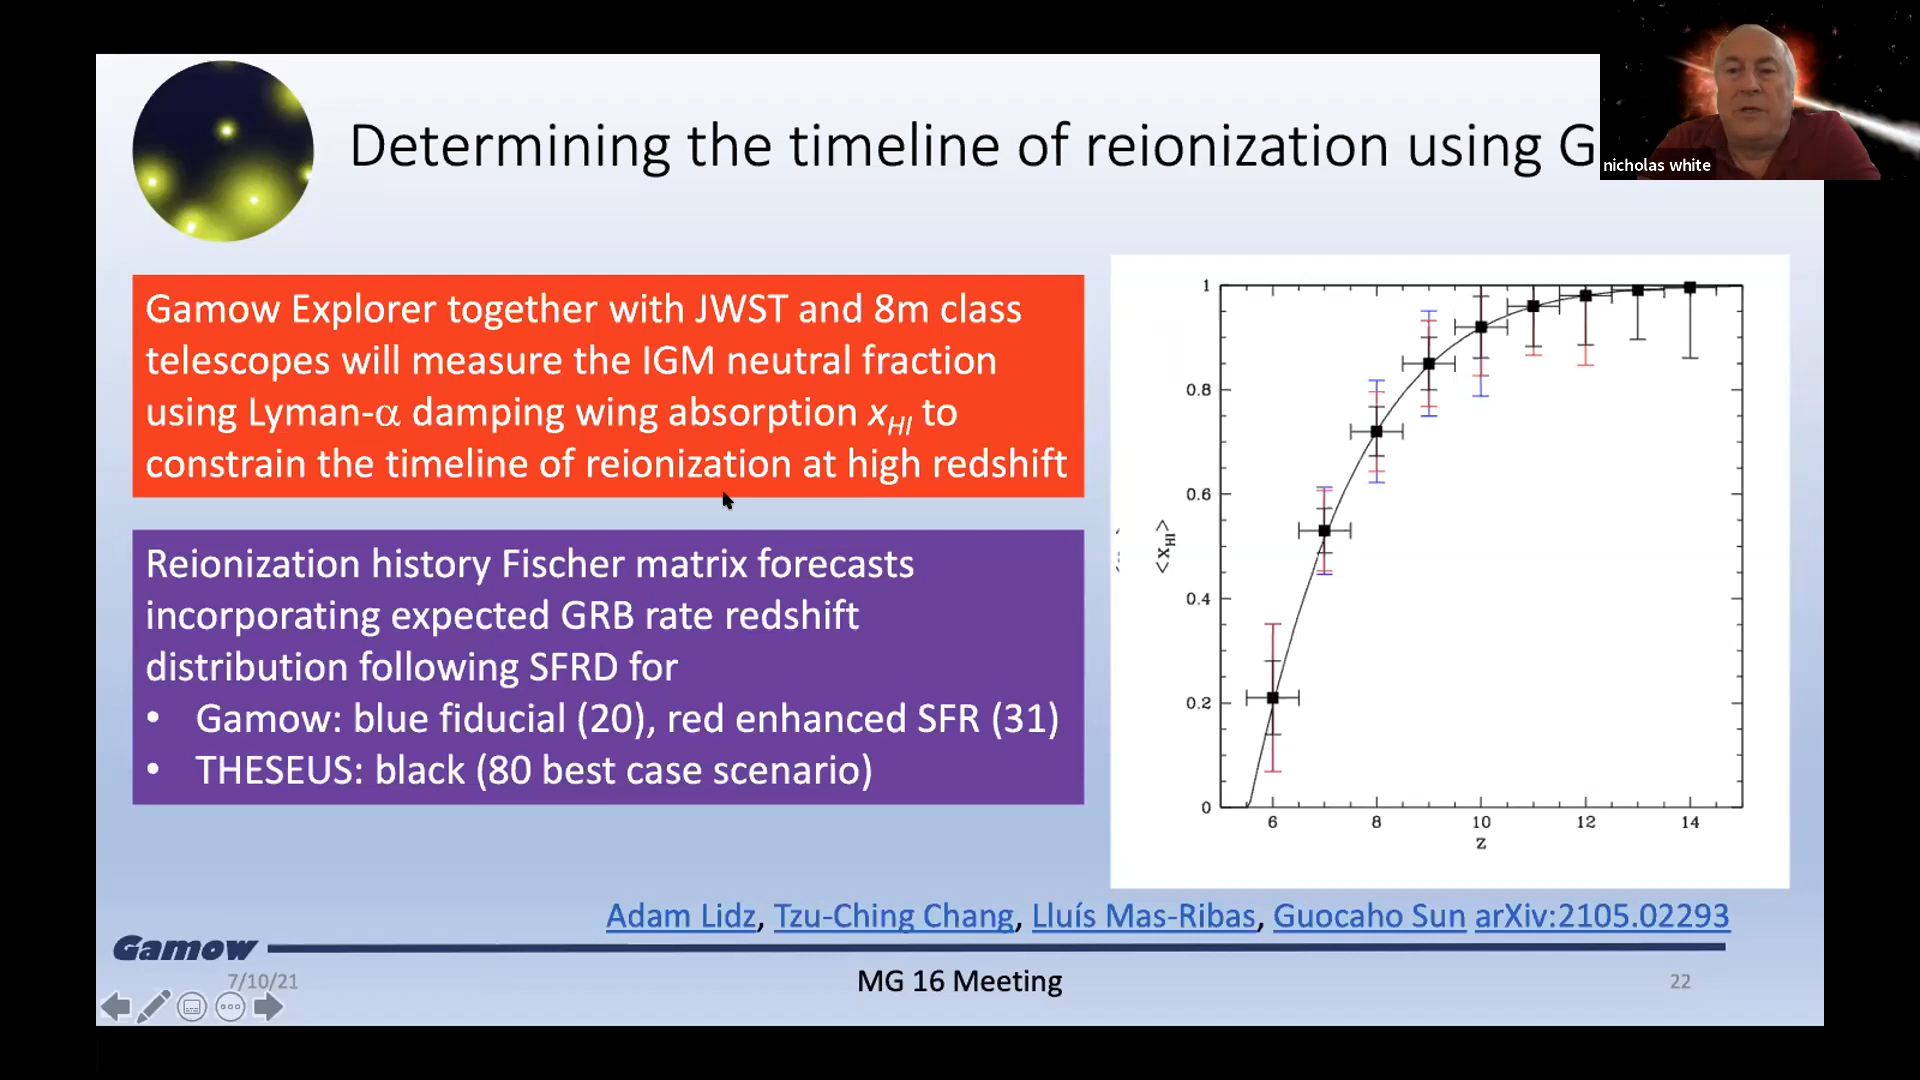 Determining the timeline of reionization using G
nicholas white
Gamow Explorer together with JWST and 8m class
telescopes will measure the IGM neutral fraction
using Lyman-α damping wing absorption xHI to
constrain the timeline of reionization at high redshift
Reionization history Fischer matrix forecasts
incorporating expected GRB rate redshift
distribution following SFRD for
• Gamow: blue fiducial (20), red enhanced SFR (31)
• THESEUS: black (80 best case scenario)
1
0.8
0.6
0.4
0.2
0
<xHI>
6 8 10 12 14
z
Adam Lidz, Tzu-Ching Chang, Lluís Mas-Ribas, Guocaho Sun arXiv:2105.02293
Gamow
7/10/21
MG 16 Meeting
22